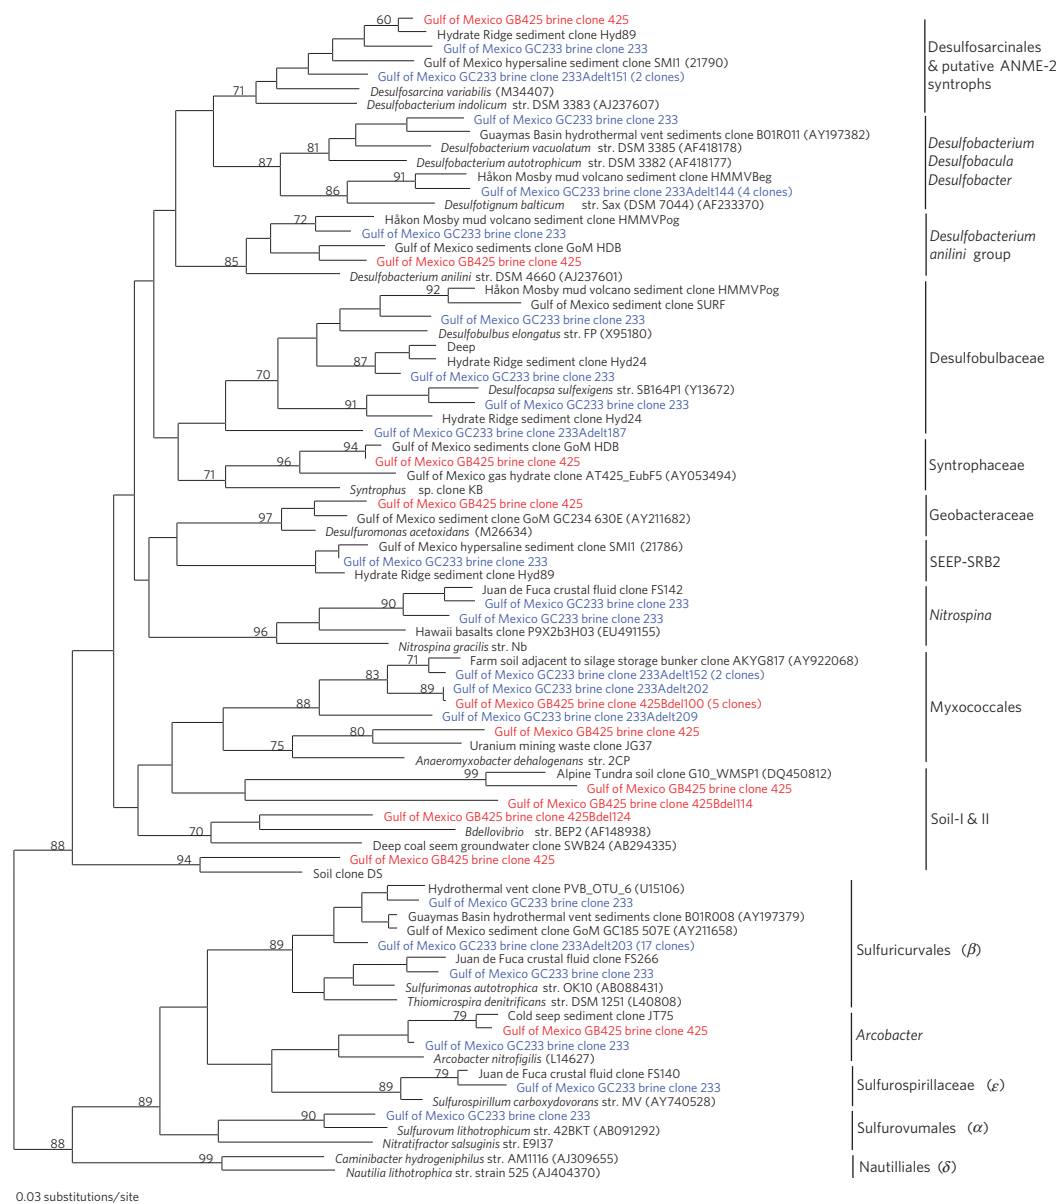 60
Gulf of Mexico GB425 brine clone 425
Hydrate Ridge sediment clone Hyd89
Gulf of Mexico GC233 brine clone 233
Gulf of Mexico hypersaline sediment clone SMI1 (21790)
Gulf of Mexico GC233 brine clone 233Adelt151 (2 clones)
71
Desulfosarcina variabilis (M34407)
Desulfobacterium indolicum str. DSM 3383 (AJ237607)
Desulfosarcinales
& putative ANME-2
syntrophs
Gulf of Mexico GC233 brine clone 233
Guaymas Basin hydrothermal vent sediments clone B01R011 (AY197382)
81
Desulfobacterium vacuolatum str. DSM 3385 (AF418178)
87
Desulfobacterium autotrophicum str. DSM 3382 (AF418177)
91
Håkon Mosby mud volcano sediment clone HMMVBeg
86
Gulf of Mexico GC233 brine clone 233Adelt144 (4 clones)
Desulfotignum balticum str. Sax (DSM 7044) (AF233370)
Desulfobacterium
Desulfobacula
Desulfobacter
72
Håkon Mosby mud volcano sediment clone HMMVPog
Gulf of Mexico GC233 brine clone 233
Gulf of Mexico sediments clone GoM HDB
85
Gulf of Mexico GB425 brine clone 425
Desulfobacterium anilini str. DSM 4660 (AJ237601)
Desulfobacterium
anilini group
92
Håkon Mosby mud volcano sediment clone HMMVPog
Gulf of Mexico sediment clone SURF
Gulf of Mexico GC233 brine clone 233
Desulfobulbus elongatus str. FP (X95180)
Deep
87
Hydrate Ridge sediment clone Hyd24
70
Gulf of Mexico GC233 brine clone 233
Desulfocapsa sulfexigens str. SB164P1 (Y13672)
91
Gulf of Mexico GC233 brine clone 233
Hydrate Ridge sediment clone Hyd24
Gulf of Mexico GC233 brine clone 233Adelt187
Desulfobulbaceae
94
Gulf of Mexico sediments clone GoM HDB
96
Gulf of Mexico GB425 brine clone 425
71
Gulf of Mexico gas hydrate clone AT425_EubF5 (AY053494)
Syntrophus sp. clone KB
Syntrophaceae
Gulf of Mexico GB425 brine clone 425
97
Gulf of Mexico sediment clone GoM GC234 630E (AY211682)
Desulfuromonas acetoxidans (M26634)
Geobacteraceae
Gulf of Mexico hypersaline sediment clone SMI1 (21786)
Gulf of Mexico GC233 brine clone 233
Hydrate Ridge sediment clone Hyd89
SEEP-SRB2
Juan de Fuca crustal fluid clone FS142
90
Gulf of Mexico GC233 brine clone 233
Gulf of Mexico GC233 brine clone 233
96
Hawaii basalts clone P9X2b3H03 (EU491155)
Nitrospina gracilis str. Nb
Nitrospina
71
Farm soil adjacent to silage storage bunker clone AKYG817 (AY922068)
83
Gulf of Mexico GC233 brine clone 233Adelt152 (2 clones)
89
Gulf of Mexico GC233 brine clone 233Adelt202
88
Gulf of Mexico GB425 brine clone 425Bdel100 (5 clones)
Gulf of Mexico GC233 brine clone 233Adelt209
80
Gulf of Mexico GB425 brine clone 425
75
Uranium mining waste clone JG37
Anaeromyxobacter dehalogenans str. 2CP
Myxococcales
99
Alpine Tundra soil clone G10_WMSP1 (DQ450812)
Gulf of Mexico GB425 brine clone 425
Gulf of Mexico GB425 brine clone 425Bdel114
Gulf of Mexico GB425 brine clone 425Bdel124
70
Bdellovibrio str. BEP2 (AF148938)
Deep coal seem groundwater clone SWB24 (AB294335)
88
94
Gulf of Mexico GB425 brine clone 425
Soil clone DS
Soil-I & II
Hydrothermal vent clone PVB_OTU_6 (U15106)
Gulf of Mexico GC233 brine clone 233
Guaymas Basin hydrothermal vent sediments clone B01R008 (AY197379)
Gulf of Mexico sediment clone GoM GC185 507E (AY211658)
89
Gulf of Mexico GC233 brine clone 233Adelt203 (17 clones)
Juan de Fuca crustal fluid clone FS266
Gulf of Mexico GC233 brine clone 233
Sulfurimonas autotrophica str. OK10 (AB088431)
Thiomicrospira denitrificans str. DSM 1251 (L40808)
Sulfuricurvales (β)
79
Cold seep sediment clone JT75
Gulf of Mexico GB425 brine clone 425
Gulf of Mexico GC233 brine clone 233
Arcobacter nitrofigilis (L14627)
Arcobacter
79
Juan de Fuca crustal fluid clone FS140
89
Gulf of Mexico GC233 brine clone 233
Sulfurospirillum carboxydovorans str. MV (AY740528)
Sulfurospirillaceae (ε)
89
90
Gulf of Mexico GC233 brine clone 233
Sulfurovum lithotrophicum str. 42BKT (AB091292)
88
Nitratifractor salsuginis str. E9I37
Sulfurovumales (α)
99
Caminibacter hydrogeniphilus str. AM1116 (AJ309655)
Nautilia lithotrophica str. strain 525 (AJ404370)
Nautilliales (δ)
0.03 substitutions/site